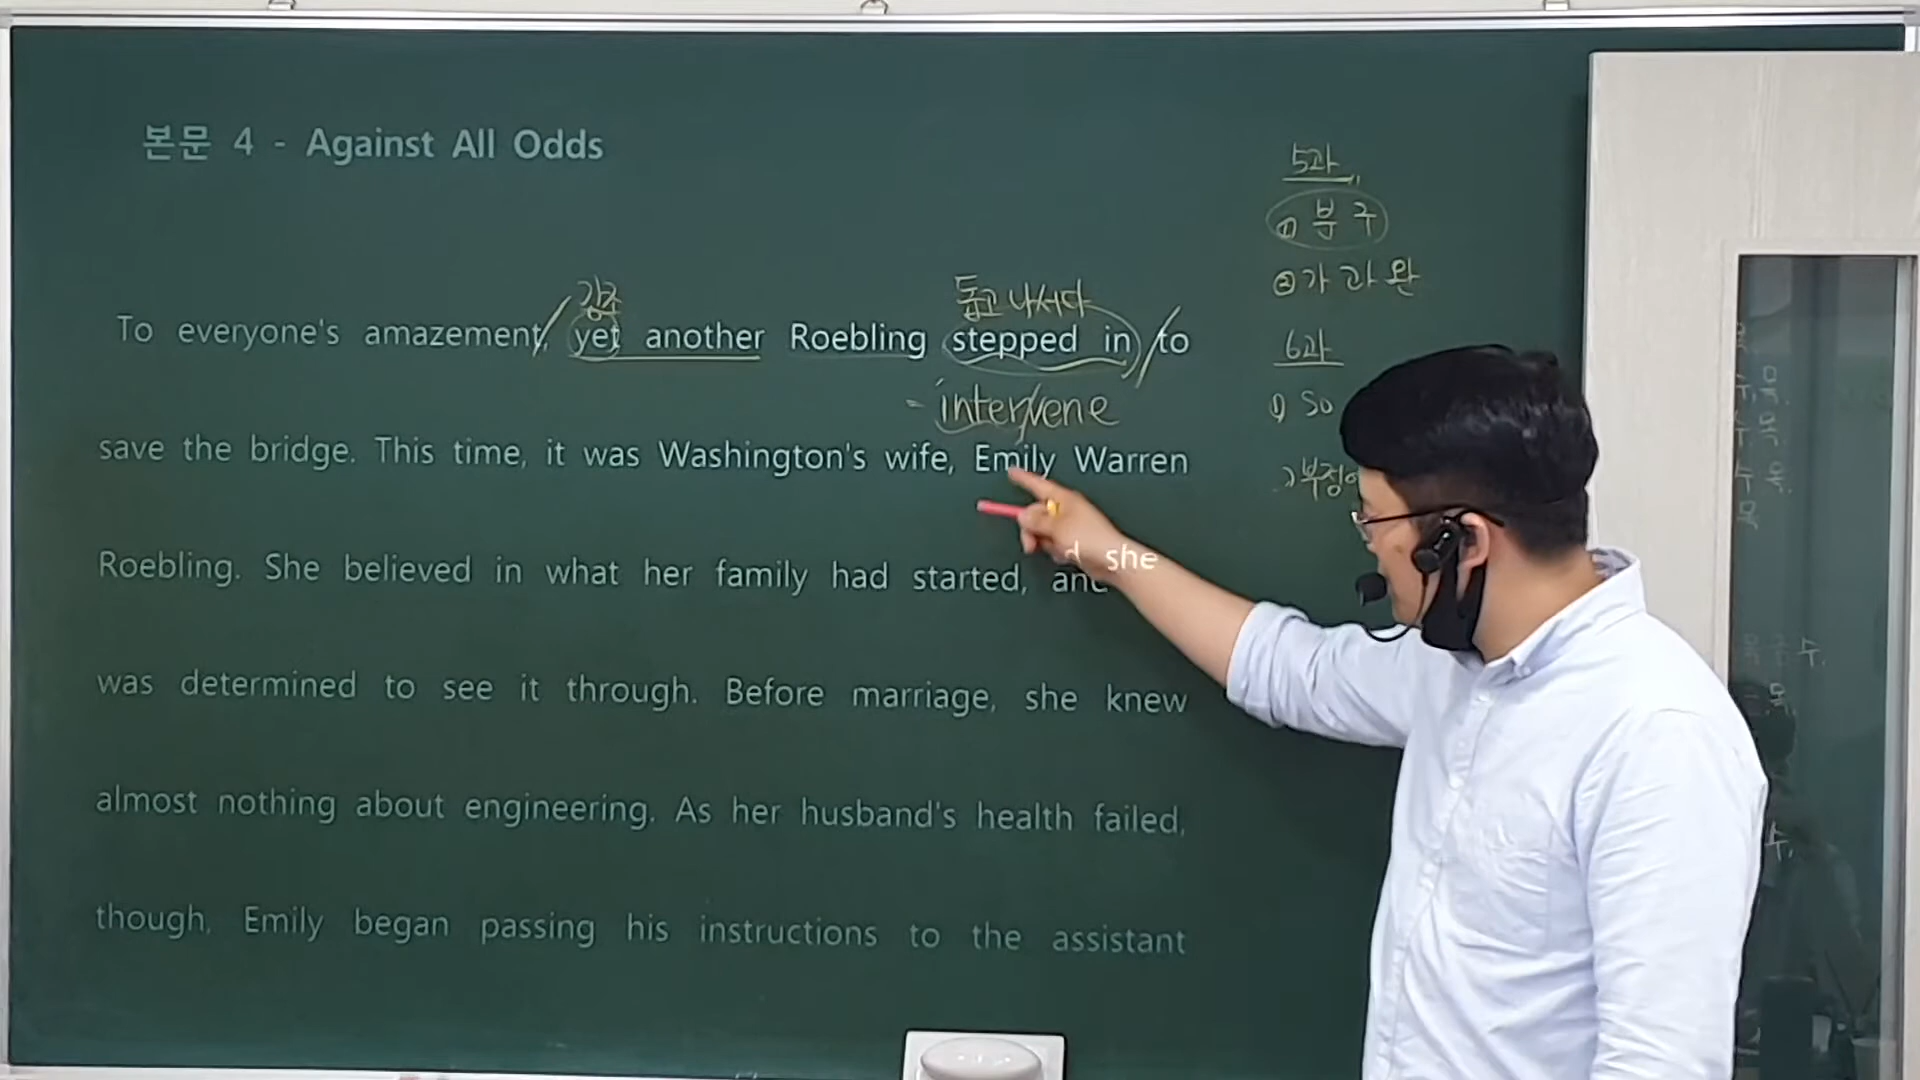 본문 4 - Against All Odds
강조
돕고 나서다
To everyone's amazement, yet another Roebling stepped in to
= intervene
save the bridge. This time, it was Washington's wife, Emily Warren
Roebling. She believed in what her family had started, and she
was determined to see it through. Before marriage, she knew
almost nothing about engineering. As her husband's health failed,
though, Emily began passing his instructions to the assistant
5과
① 분 구
② 가 과 완
6과
① so